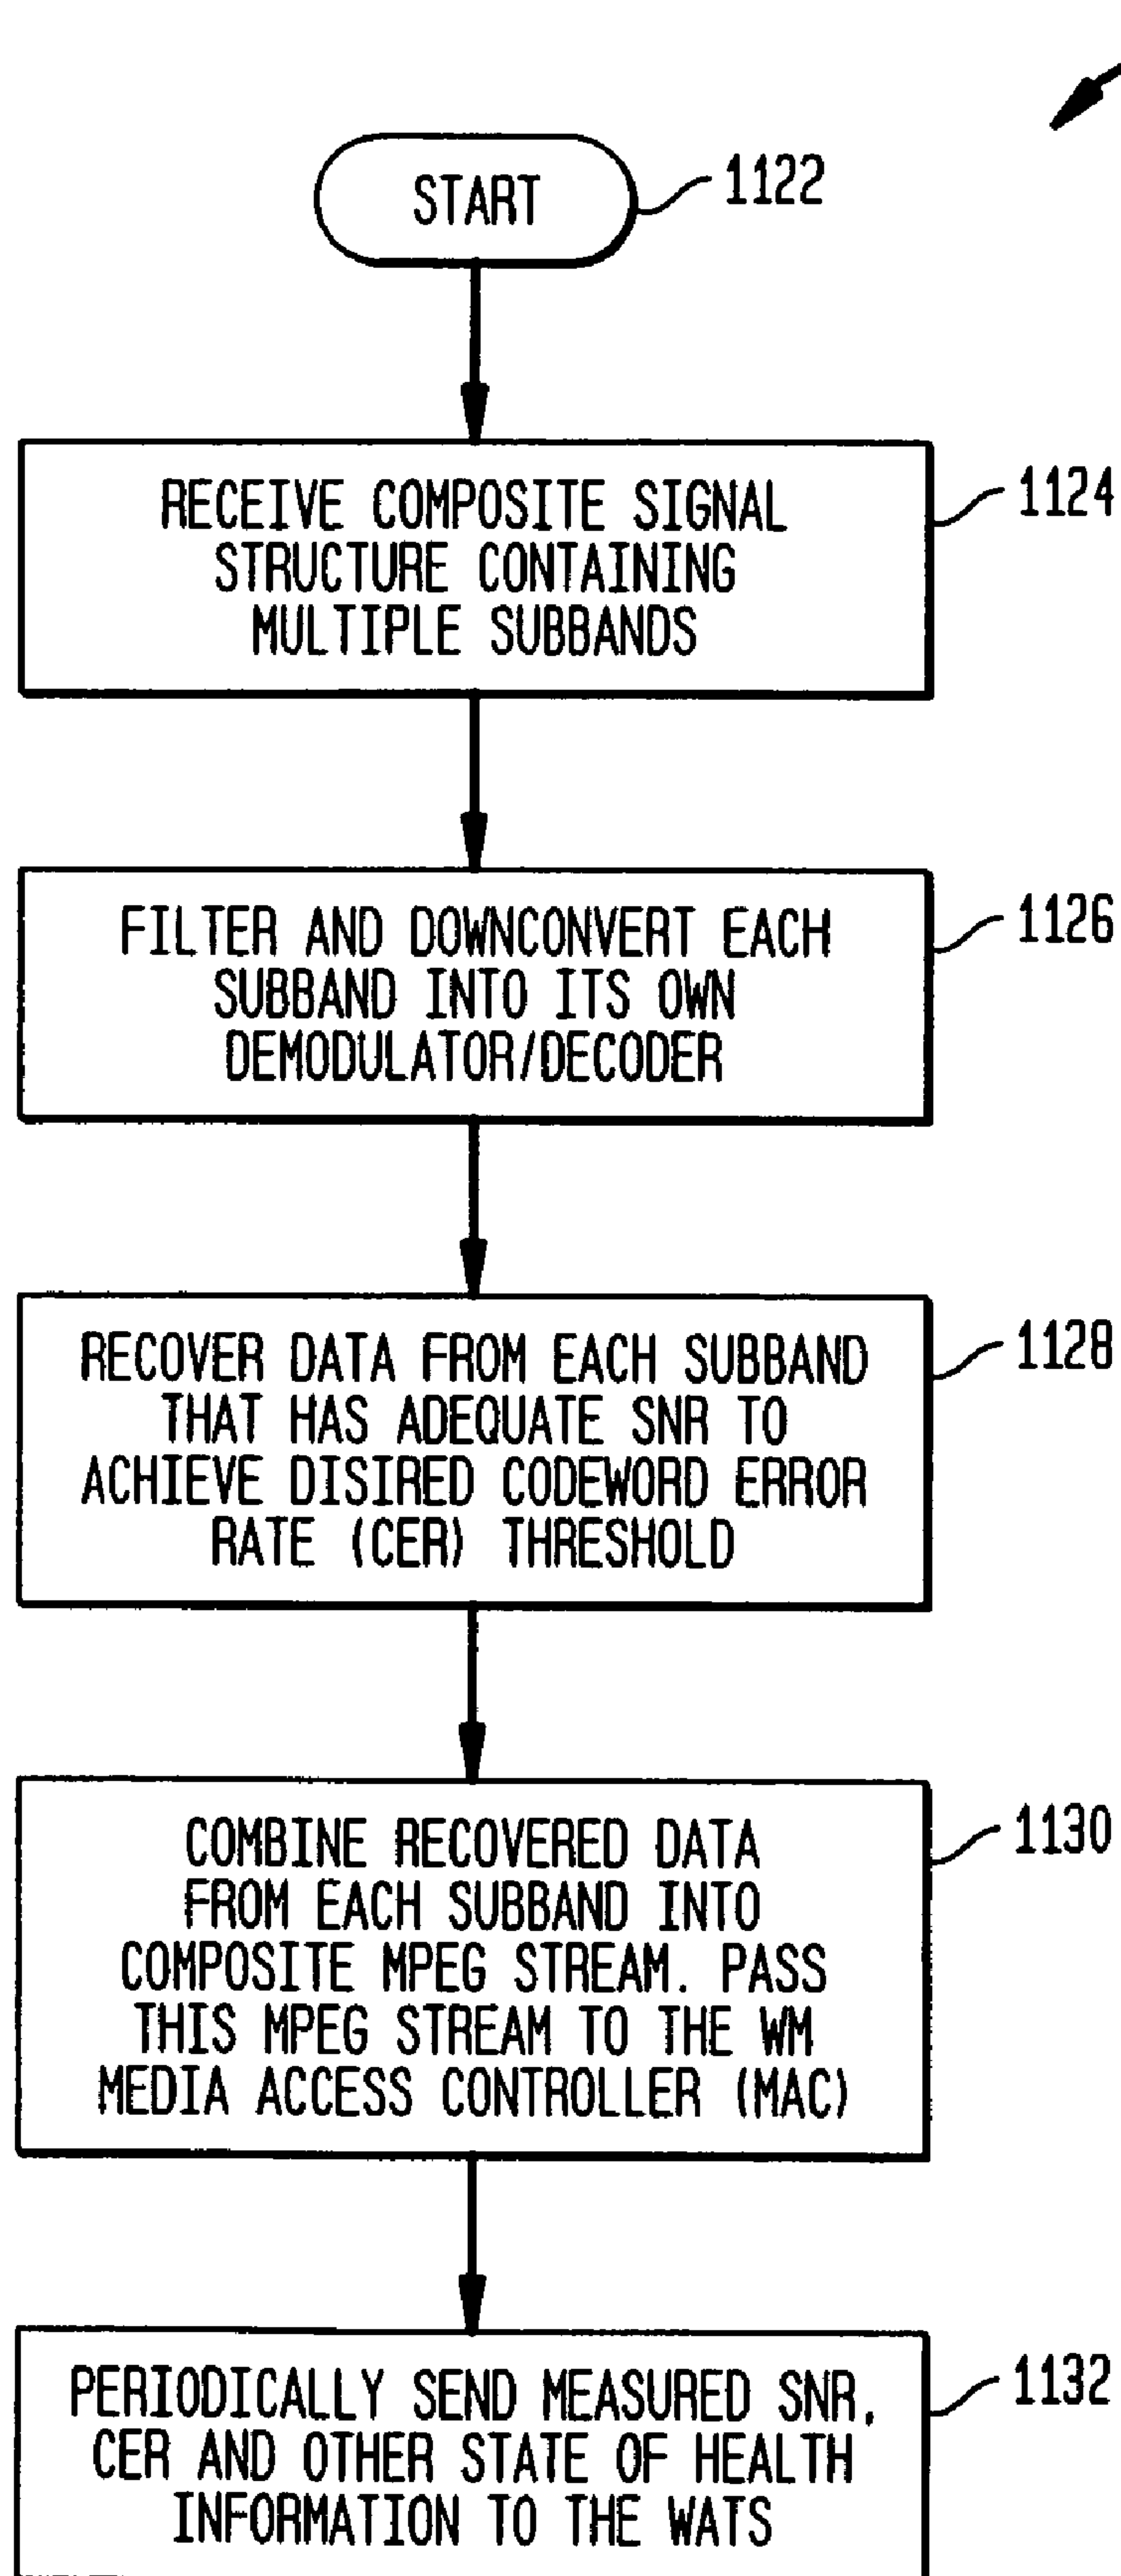 START
1122
RECEIVE COMPOSITE SIGNAL
STRUCTURE CONTAINING
MULTIPLE SUBBANDS
1124
FILTER AND DOWNCONVERT EACH
SUBBAND INTO ITS OWN
DEMODULATOR/DECODER
1126
RECOVER DATA FROM EACH SUBBAND
THAT HAS ADEQUATE SNR TO
ACHIEVE DISIRED CODEWORD ERROR
RATE (CER) THRESHOLD
1128
COMBINE RECOVERED DATA
FROM EACH SUBBAND INTO
COMPOSITE MPEG STREAM. PASS
THIS MPEG STREAM TO THE WM
MEDIA ACCESS CONTROLLER (MAC)
1130
PERIODICALLY SEND MEASURED SNR,
CER AND OTHER STATE OF HEALTH
INFORMATION TO THE WATS
1132